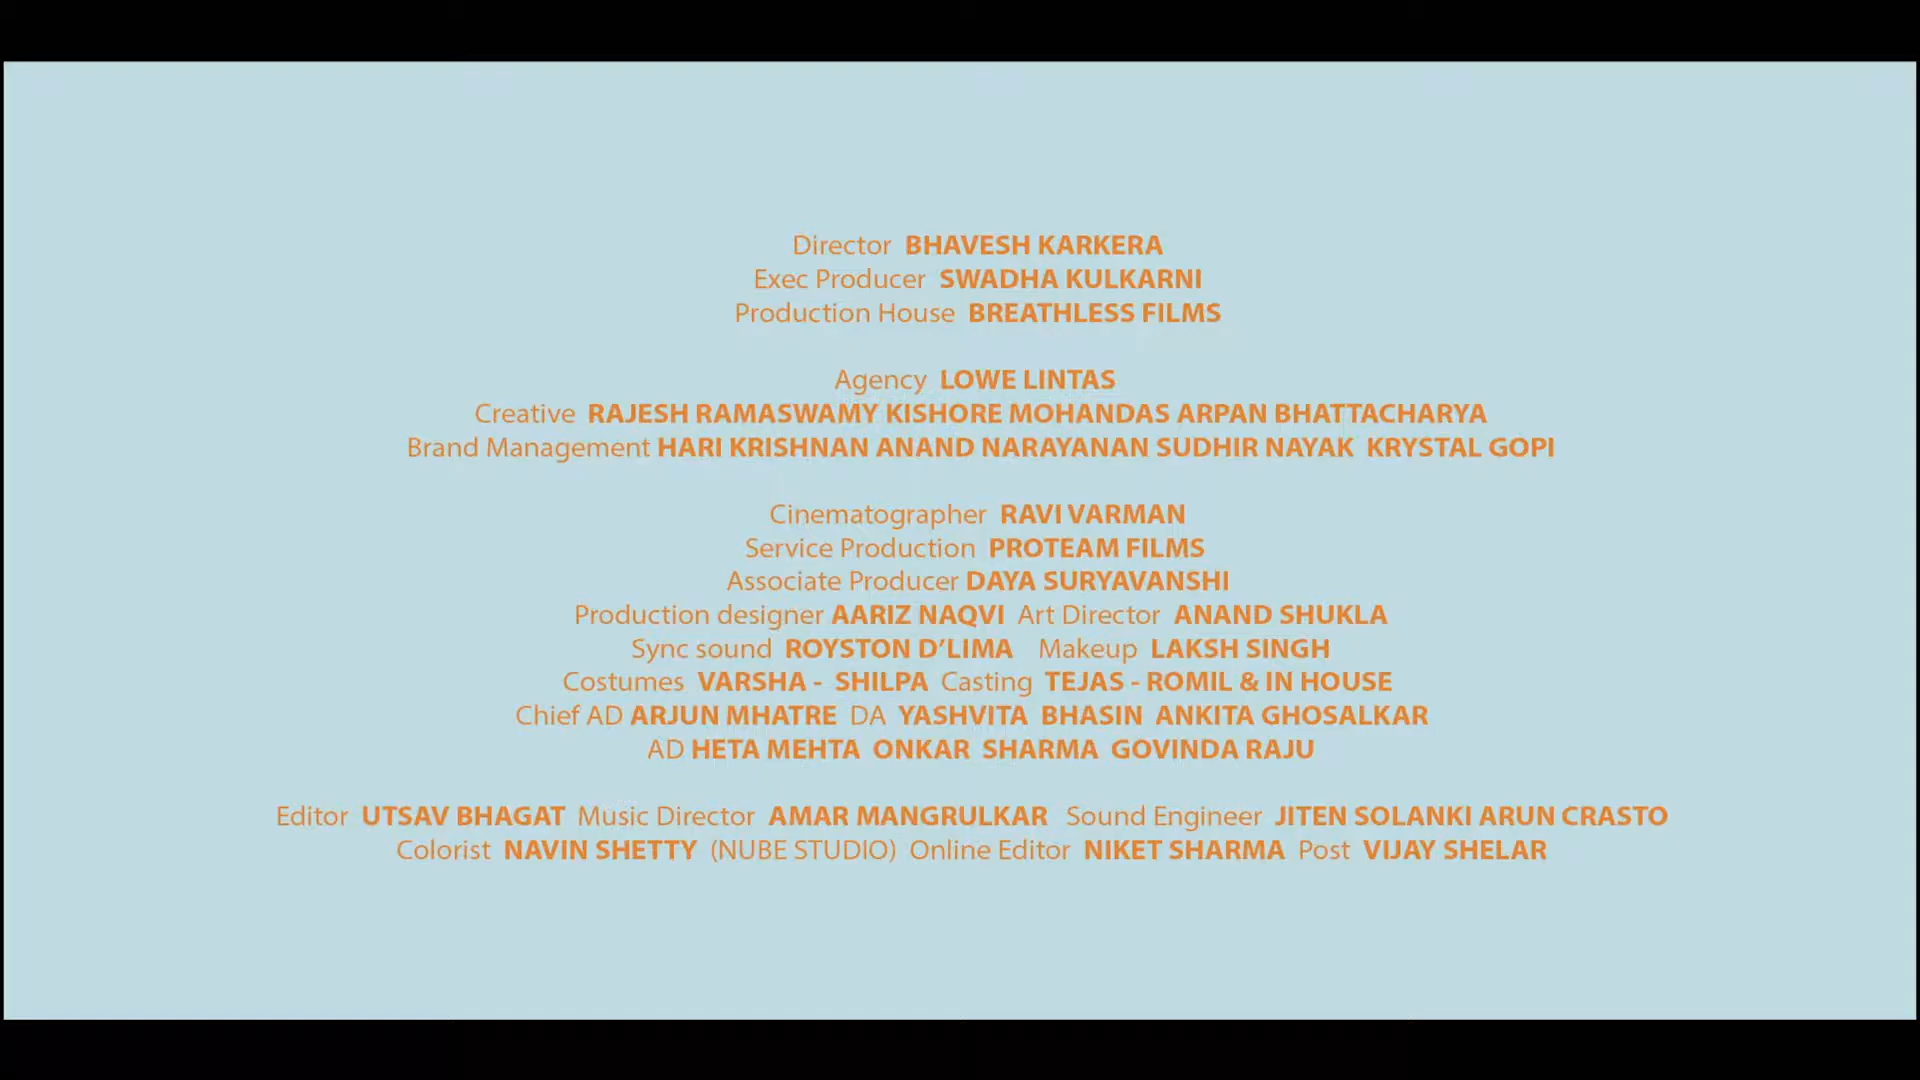 Director BHAVESH KARKERA
Exec Producer SWADHA KULKARNI
Production House BREATHLESS FILMS
Agency LOWE LINTAS
Creative RAJESH RAMASWAMY KISHORE MOHANDAS ARPAN BHATTACHARYA
Brand Management HARI KRISHNAN ANAND NARAYANAN SUDHIR NAYAK KRYSTAL GOPI
Cinematographer RAVI VARMAN
Service Production PROTEAM FILMS
Associate Producer DAYA SURYAVANSHI
Production designer AARIZ NAQVI Art Director ANAND SHUKLA
Sync sound ROYSTON D’LIMA Makeup LAKSH SINGH
Costumes VARSHA - SHILPA Casting TEJAS - ROMIL & IN HOUSE
Chief AD ARJUN MHATRE DA YASHVITA BHASIN ANKITA GHOSALKAR
AD HETA MEHTA ONKAR SHARMA GOVINDA RAJU
Editor UTSAV BHAGAT Music Director AMAR MANGRULKAR Sound Engineer JITEN SOLANKI ARUN CRASTO
Colorist NAVIN SHETTY (NUBE STUDIO) Online Editor NIKET SHARMA Post VIJAY SHELAR